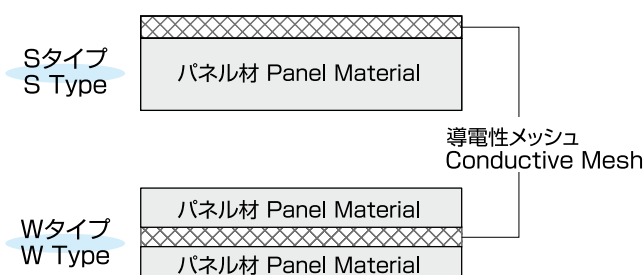 Sタイプ
S Type
パネル材 Panel Material
導電性メッシュ
Conductive Mesh
Wタイプ
W Type
パネル材 Panel Material
パネル材 Panel Material